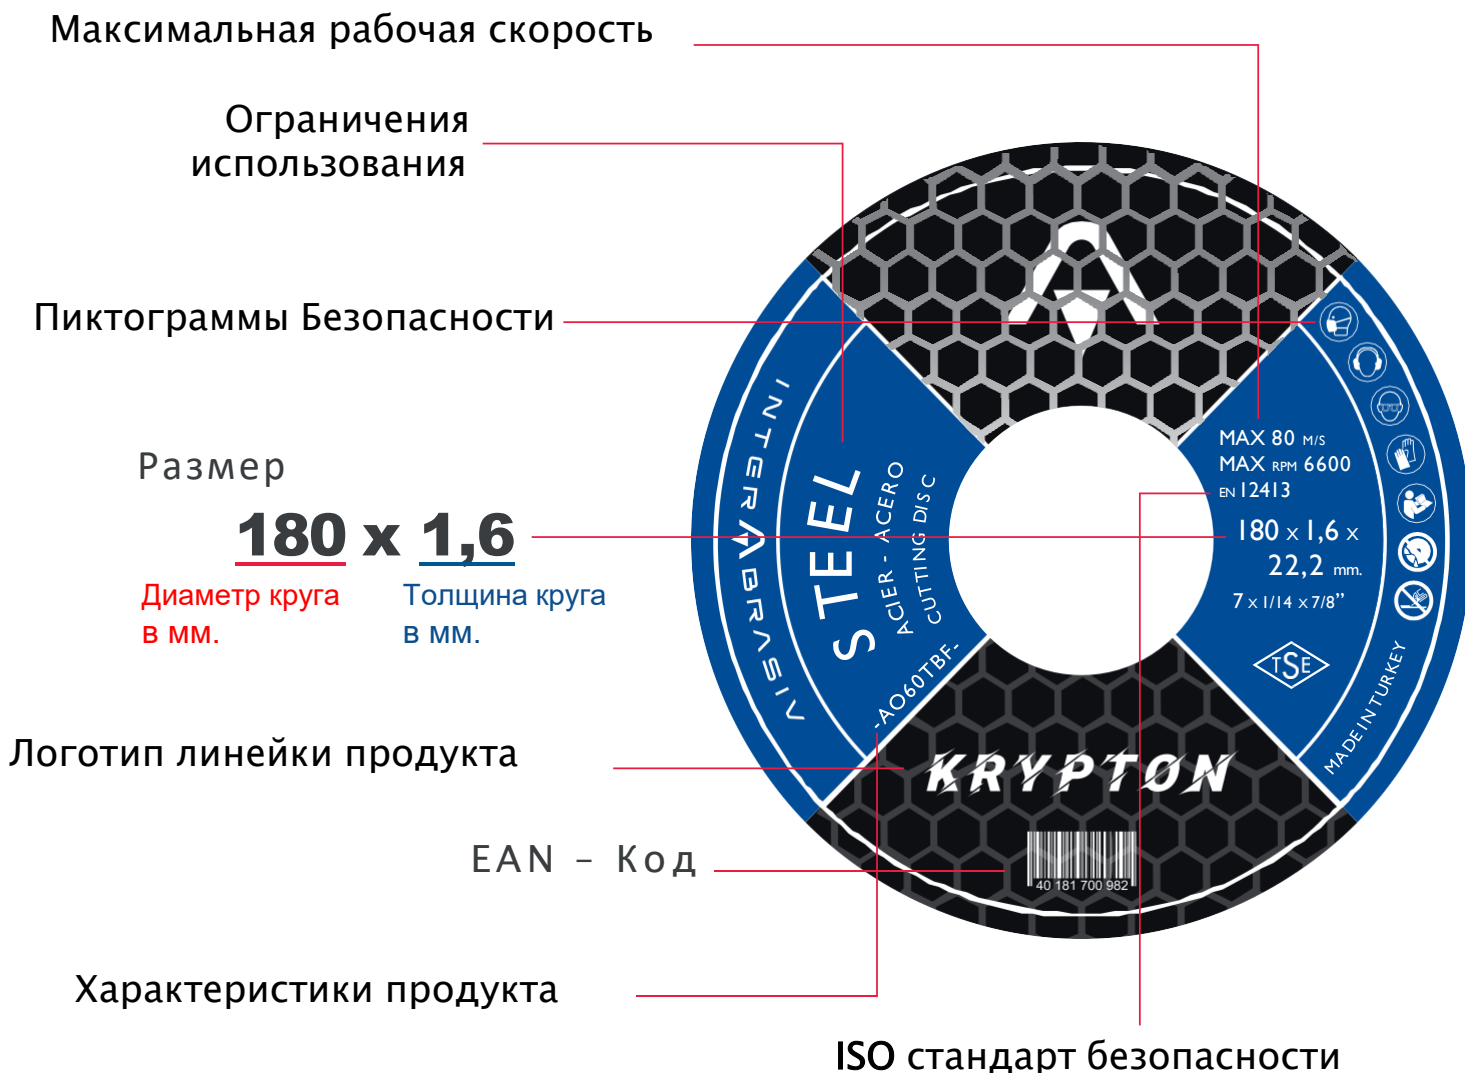 Максимальная рабочая скорость
Ограничения
использования
Пиктограммы Безопасности
Размер
180 x 1,6
Диаметр круга
в мм.
Толщина круга
в мм.
Логотип линейки продукта
EAN – Код
Характеристики продукта
ISO стандарт безопасности
INTERABRASIV
STEEL
ACIER - ACERO
CUTTING DISC
-AO60TBF-
MAX 80 M/S
MAX RPM 6600
EN 12413
180 x 1,6 x
22,2 mm.
7 x 1/14 x 7/8”
TSE
MADE IN TURKEY
KRYPTON
40 181 700 982